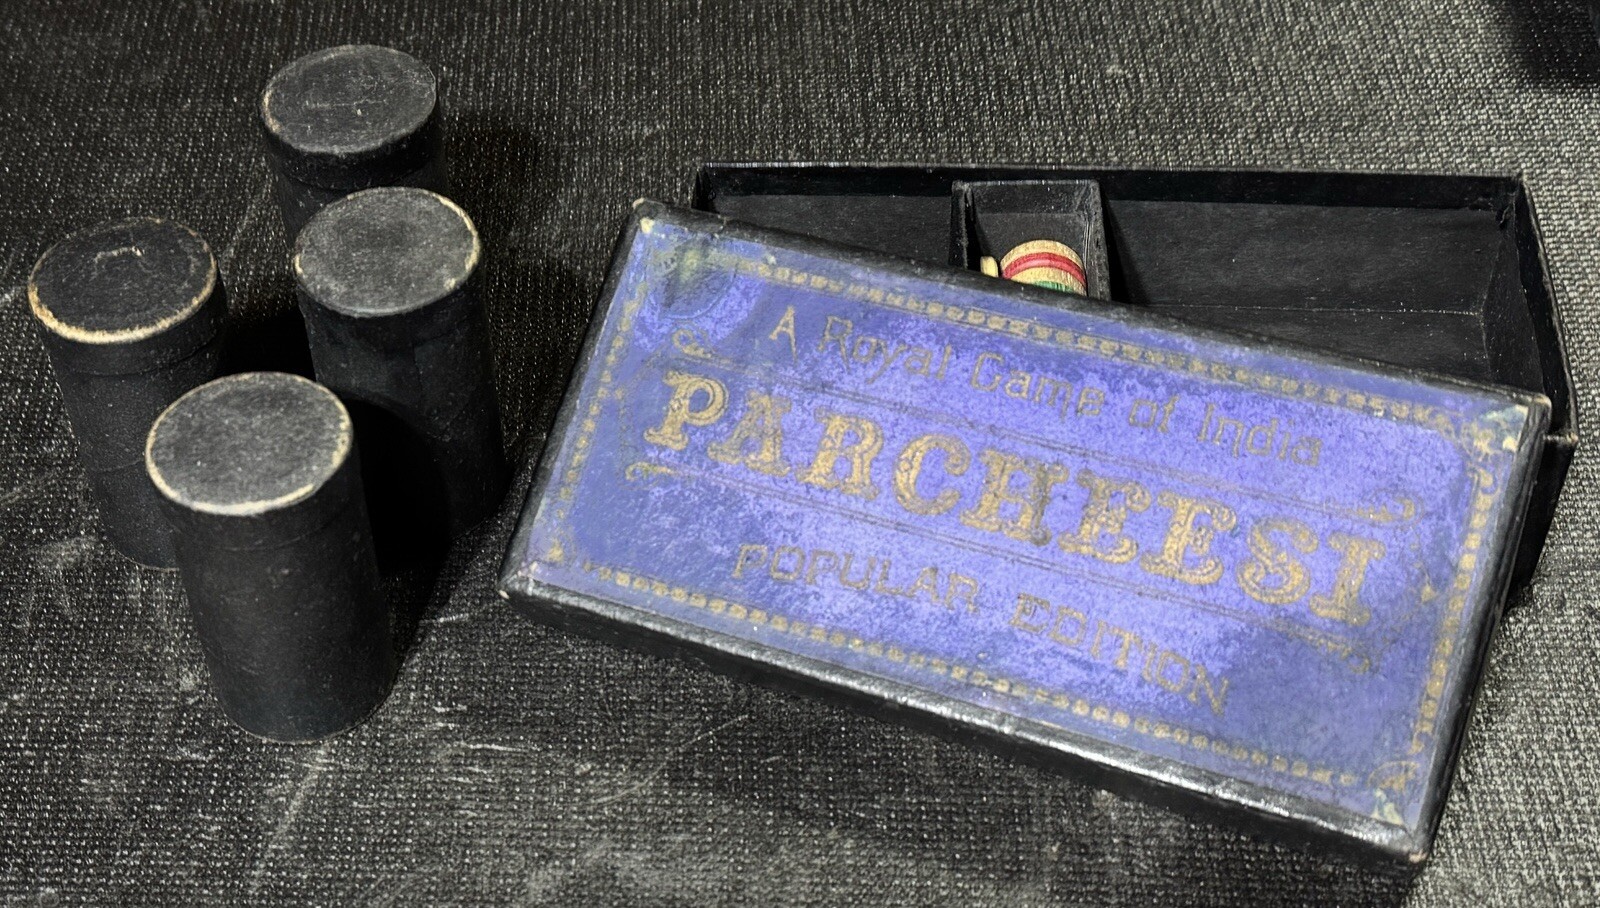 A Royal Game of India
PARCHEESI
POPULAR EDITION